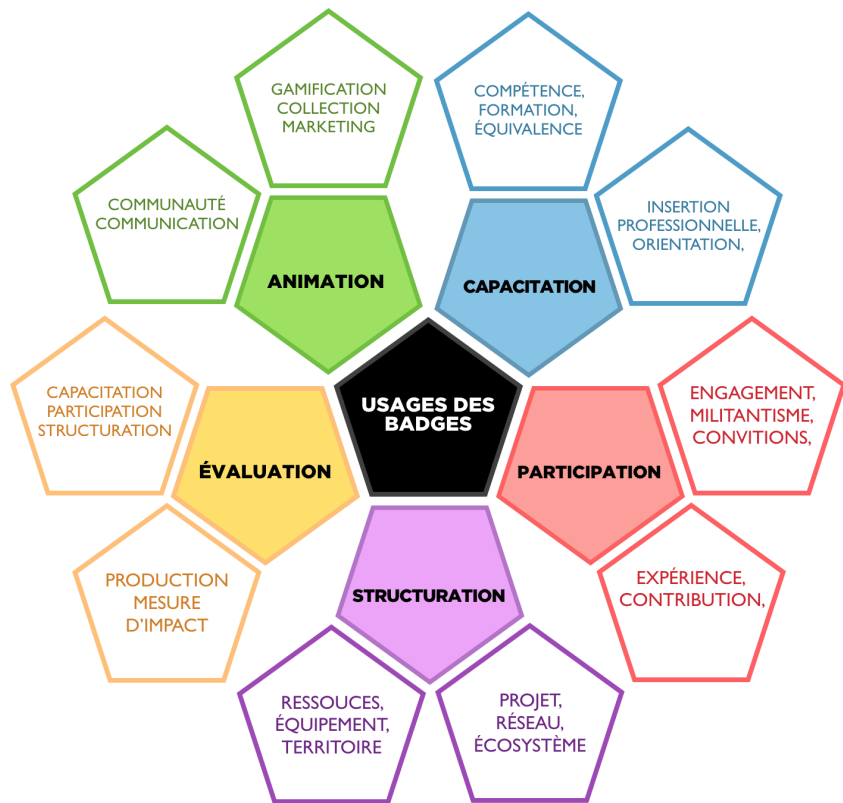 GAMIFICATION
COLLECTION
MARKETING
COMPÉTENCE,
FORMATION,
ÉQUIVALENCE
COMMUNAUTÉ
COMMUNICATION
INSERTION
PROFESSIONNELLE,
ORIENTATION,
ANIMATION
CAPACITATION
CAPACITATION
PARTICIPATION
STRUCTURATION
USAGES DES
BADGES
ENGAGEMENT,
MILITANTISME,
CONVITIONS,
ÉVALUATION
PARTICIPATION
PRODUCTION
MESURE
D'IMPACT
STRUCTURATION
EXPÉRIENCE,
CONTRIBUTION,
RESSOUCES,
ÉQUIPEMENT,
TERRITOIRE
PROJET,
RÉSEAU,
ÉCOSYSTÈME